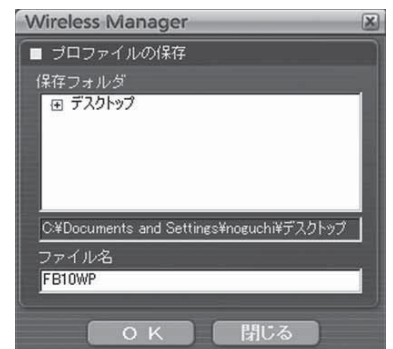 Wireless Manager
■ プロファイルの保存
保存フォルダ
デスクトップ
C:¥Documents and Settings¥noguchi¥デスクトップ
ファイル名
FB10WP
OK 閉じる